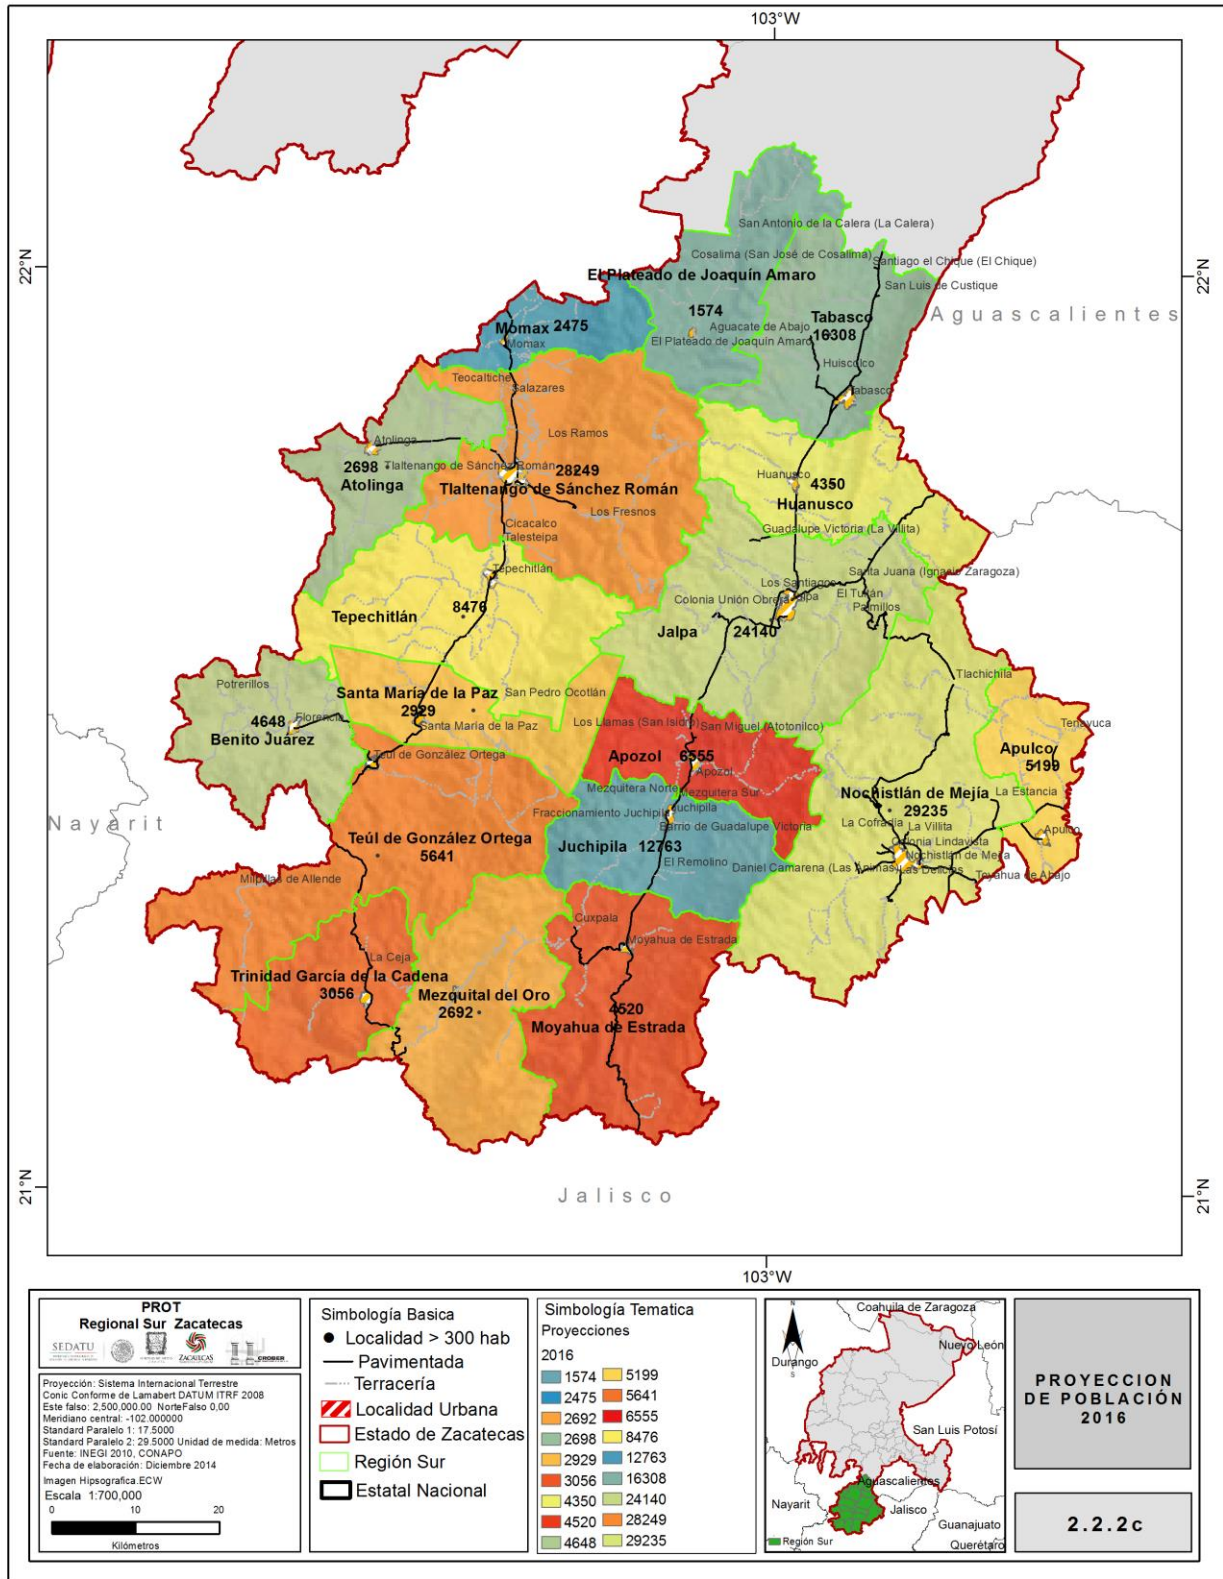 103°W
22°N
22°N
San Antonio de la Calera (La Calera)
Cosalima (San José de Cosalima)
Santiago el Chique (El Chique)
El Plateado de Joaquín Amaro
San Luis de Custique
Aguascalientes
1574
Tabasco
16308
Momax 2475
Momax
Aguacate de Abajo
El Plateado de Joaquín Amaro
Huiscolco
Tabasco
Teocaltiche
Salazares
Los Ramos
Atolinga
2698
Atolinga
Tlaltenango de Sánchez Román
28249
Tlaltenango de Sánchez Román
Huanusco
4350
Huanusco
Los Fresnos
Cicacalco
Talesteipa
Guadalupe Victoria (La Villita)
Tepechitlán
Santa Juana (Ignacio Zaragoza)
Los Santiagos
Jalpa
El Tuitán
Palmillos
Colonia Unión Obrera
8476
Tepechitlán
Jalpa
24140
Tlachichila
Potrerillos
Santa María de la Paz
2929
San Pedro Ocotlán
Santa María de la Paz
4648
Florencia
Benito Juárez
Los Llamas (San Isidro)
San Miguel (Atotonilco)
Tenayuca
Apulco
5199
Teúl de González Ortega
Apozol 6555
Apozol
Mezquitera Norte
Mezquitera Sur
Nochistlán de Mejía
29235
La Estancia
Nayarit
Fraccionamiento Juchipila
Juchipila
Barrio de Guadalupe Victoria
La Cofradía
La Villita
Apulco
Colonia Lindavista
Nochistlán de Mejía
Las Delicias
Teyahua de Abajo
Teúl de González Ortega
5641
Juchipila 12763
El Remolino
Daniel Camarena (Las Animas)
Milpillas de Allende
Cuxpala
Moyahua de Estrada
La Ceja
Trinidad García de la Cadena
3056
Mezquital del Oro
2692
4520
Moyahua de Estrada
21°N
21°N
Jalisco
103°W
PROT
Regional Sur Zacatecas
SEDATU
ZACATECAS
Proyección: Sistema Internacional Terrestre
Conic Conforme de Lamabert DATUM ITRF 2008
Este falso: 2,500,000.00 NorteFalso 0,00
Meridiano central: -102.000000
Standard Paralelo 1: 17.5000
Standard Paralelo 2: 29.5000 Unidad de medida: Metros
Fuente: INEGI 2010, CONAPO
Fecha de elaboración: Diciembre 2014
Imagen Hipsografica.ECW
Escala 1:700,000
0 10 20
Kilómetros
Simbología Basica
Localidad > 300 hab
Pavimentada
Terracería
Localidad Urbana
Estado de Zacatecas
Región Sur
Estatal Nacional
Simbología Tematica
Proyecciones
2016
1574
2475
2692
2698
2929
3056
4350
4520
4648
5199
5641
6555
8476
12763
16308
24140
28249
29235
N
S
Coahuila de Zaragoza
Nuevo León
Durango
San Luis Potosí
Aguascalientes
Nayarit
Jalisco
Guanajuato
Querétaro
Región Sur
PROYECCION
DE POBLACIÓN
2016
2.2.2c